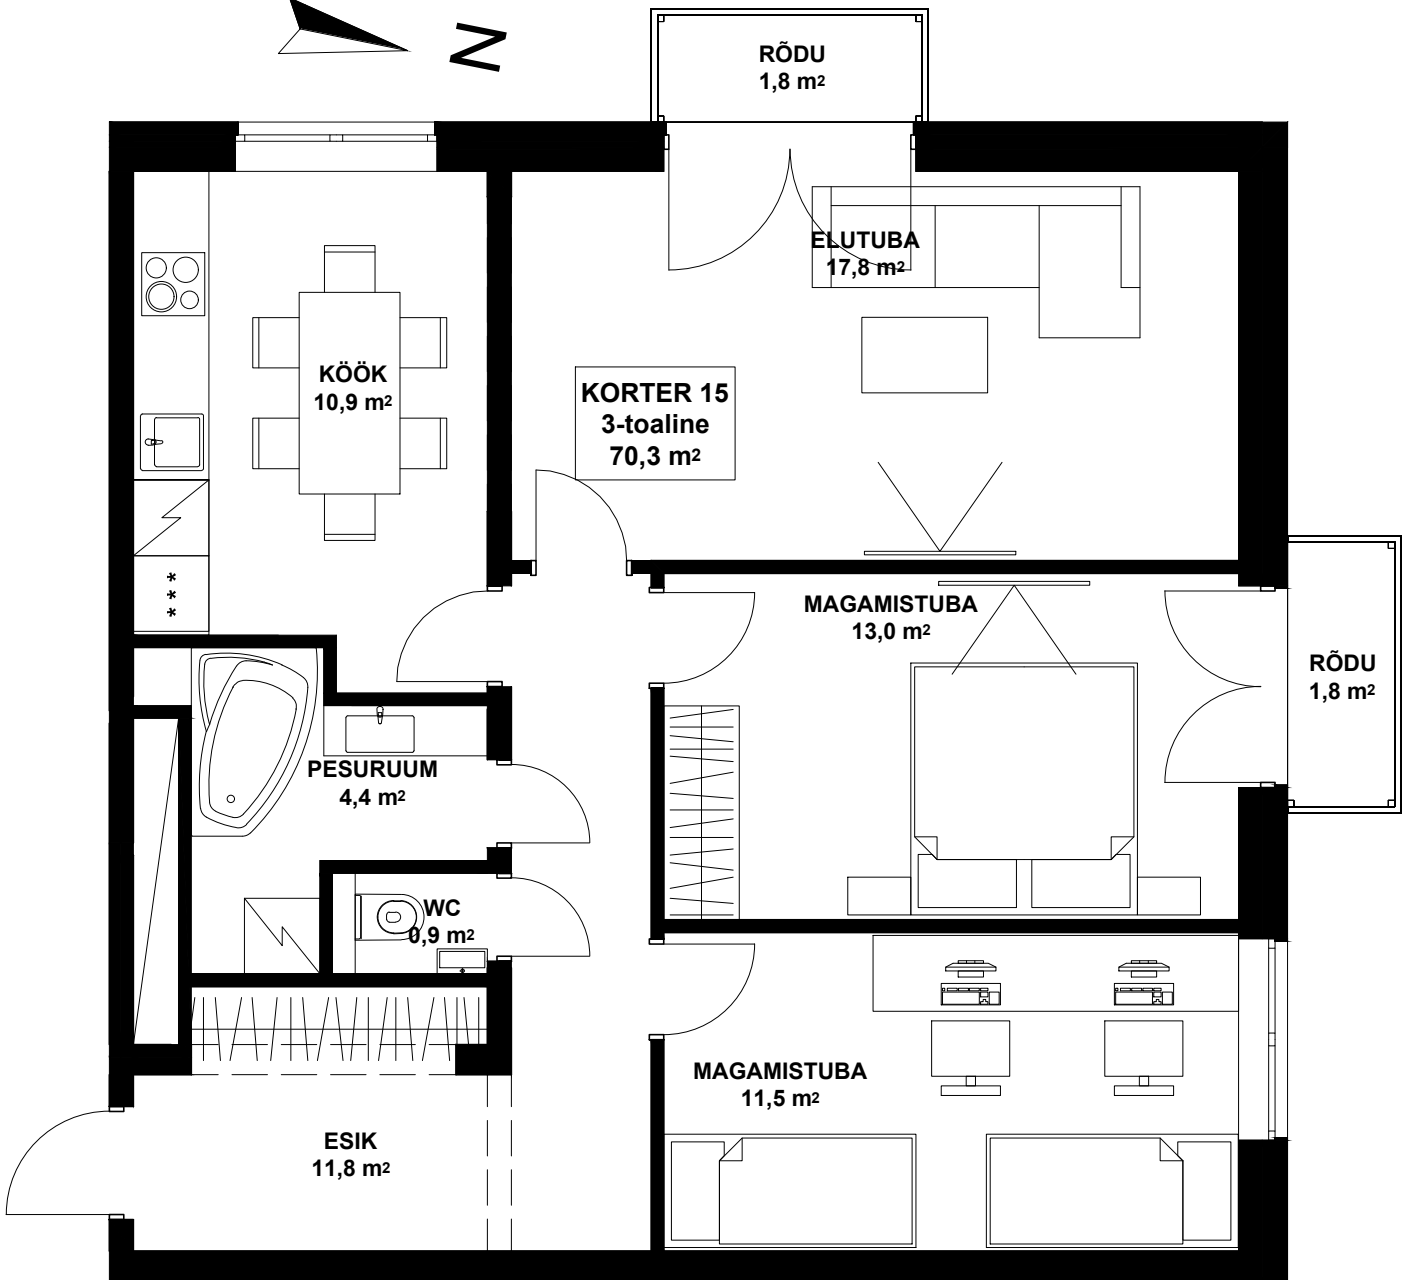 N
RÕDU
1,8 m²
ELUTUBA
17,8 m²
KÖÖK
10,9 m²
KORTER 15
3-toaline
70,3 m²
***
MAGAMISTUBA
13,0 m²
RÕDU
1,8 m²
PESURUUM
4,4 m²
WC
0,9 m²
MAGAMISTUBA
11,5 m²
ESIK
11,8 m²